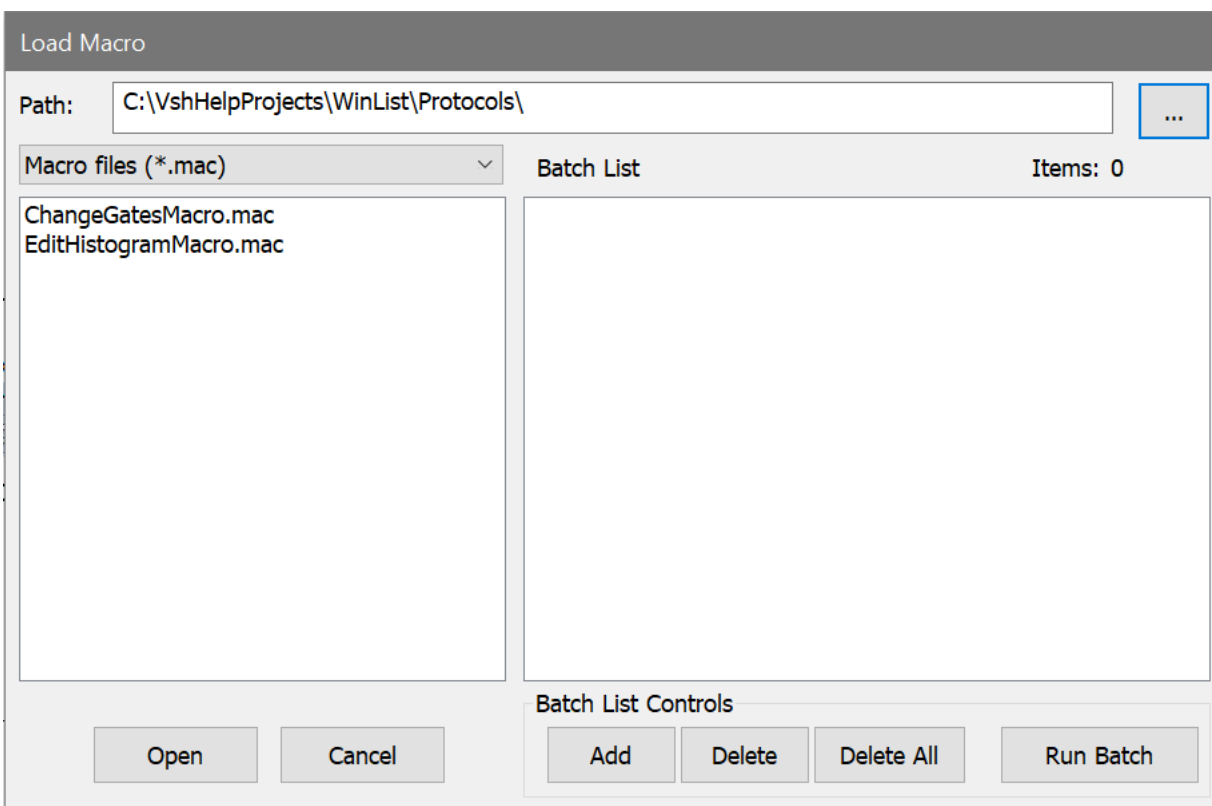 Load Macro
Path: C:\VshHelpProjects\WinList\Protocols\ ...
Macro files (*.mac) Batch List Items: 0
ChangeGatesMacro.mac
EditHistogramMacro.mac
Batch List Controls
Open Cancel Add Delete Delete All Run Batch